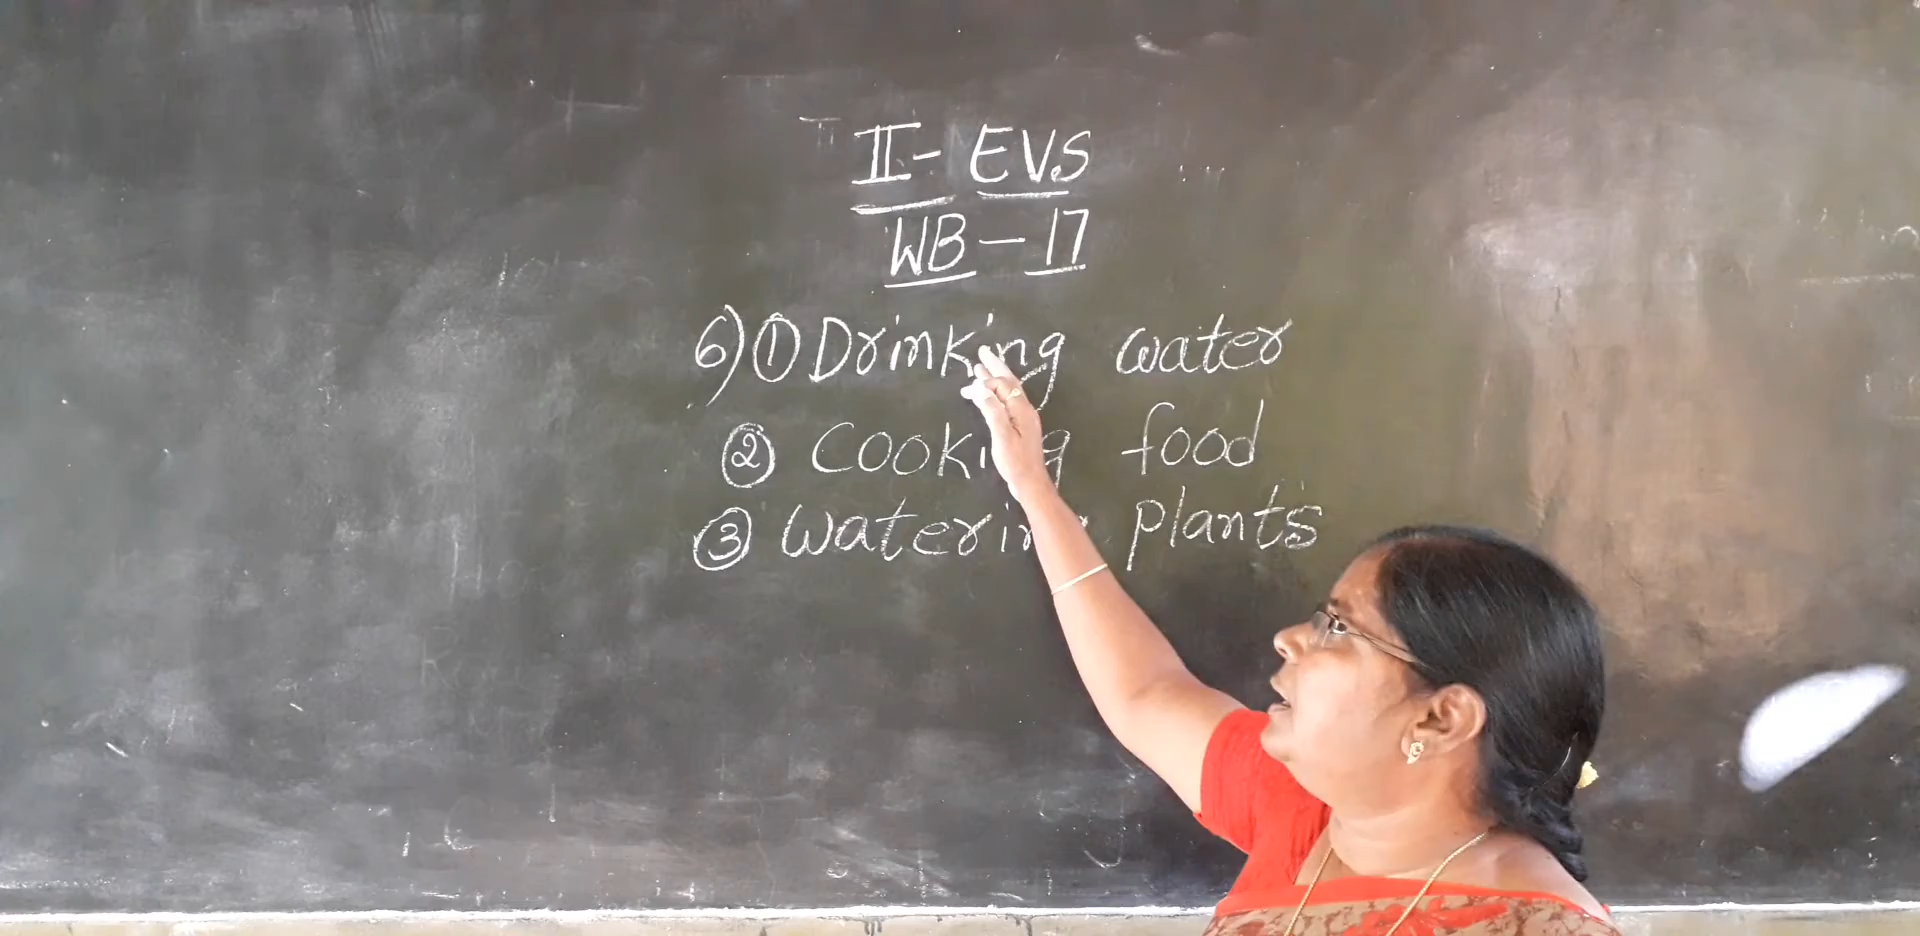 II - EVS
WB - 17
6) ① Drinking water
② Cooking food
③ Watering plants